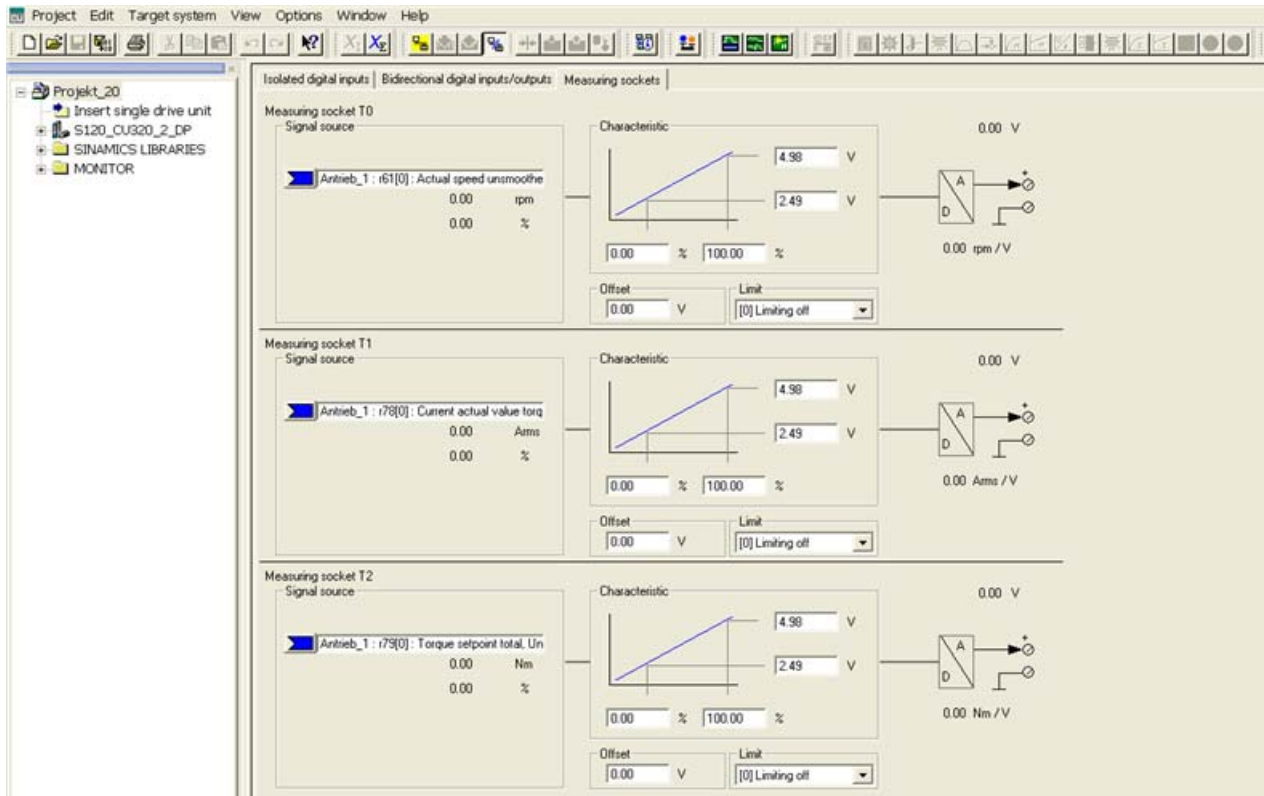 Project Edit Target system View Options Window Help
Projekt_20
Insert single drive unit
S120_CU320_2_DP
SINAMICS LIBRARIES
MONITOR
Isolated digital inputs Bidirectional digital inputs/outputs Measuring sockets
Measuring socket T0
Signal source
Antrieb_1 : r61[0] : Actual speed unsmoothe
0.00 rpm
0.00 %
Characteristic
4.98 V
2.49 V
0.00 % 100.00 %
Offset
0.00 V
Limit
[0] Limiting off
0.00 V
A
D
0.00 rpm / V
Measuring socket T1
Signal source
Antrieb_1 : r78[0] : Current actual value torq
0.00 Arms
0.00 %
Characteristic
4.98 V
2.49 V
0.00 % 100.00 %
Offset
0.00 V
Limit
[0] Limiting off
0.00 V
A
D
0.00 Arms / V
Measuring socket T2
Signal source
Antrieb_1 : r79[0] : Torque setpoint total, Un
0.00 Nm
0.00 %
Characteristic
4.98 V
2.49 V
0.00 % 100.00 %
Offset
0.00 V
Limit
[0] Limiting off
0.00 V
A
D
0.00 Nm / V